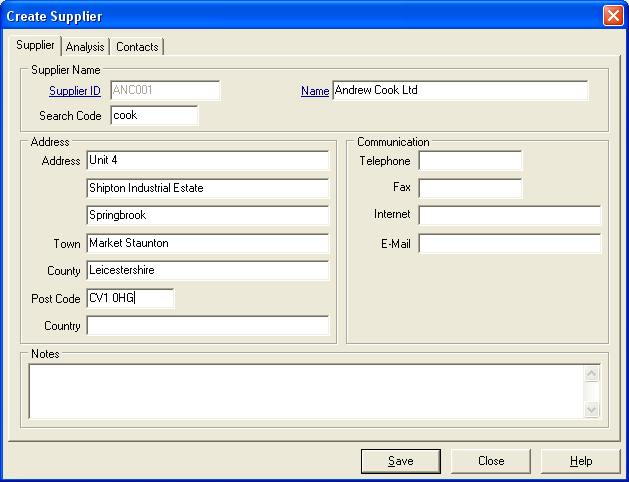 Create Supplier
Supplier Analysis Contacts
Supplier Name
Supplier ID ANC001 Name Andrew Cook Ltd
Search Code cook
Address Communication
Address Unit 4 Telephone
Shipton Industrial Estate Fax
Springbrook Internet
Town Market Staunton E-Mail
County Leicestershire
Post Code CV1 0HG
Country
Notes
Save Close Help